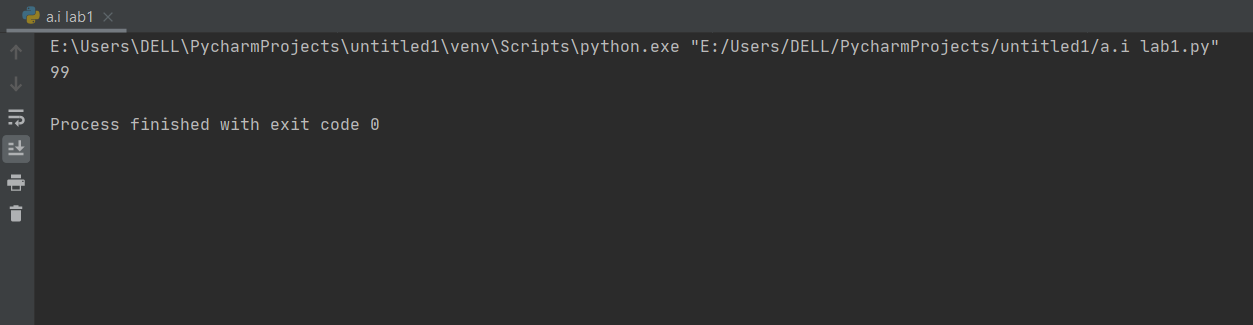 a.i lab1
E:\Users\DELL\PycharmProjects\untitled1\venv\Scripts\python.exe "E:/Users/DELL/PycharmProjects/untitled1/a.i lab1.py"
99
Process finished with exit code 0